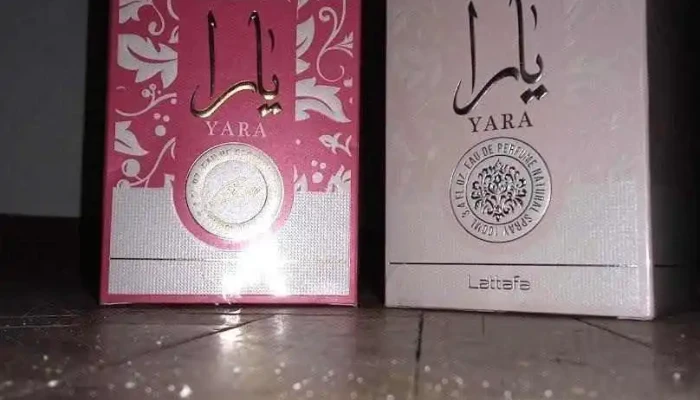 يارا
YARA
يارا
YARA
EAU DE PERFUME NATURAL SPRAY 100ML 3.4 FL OZ.
Lattafa